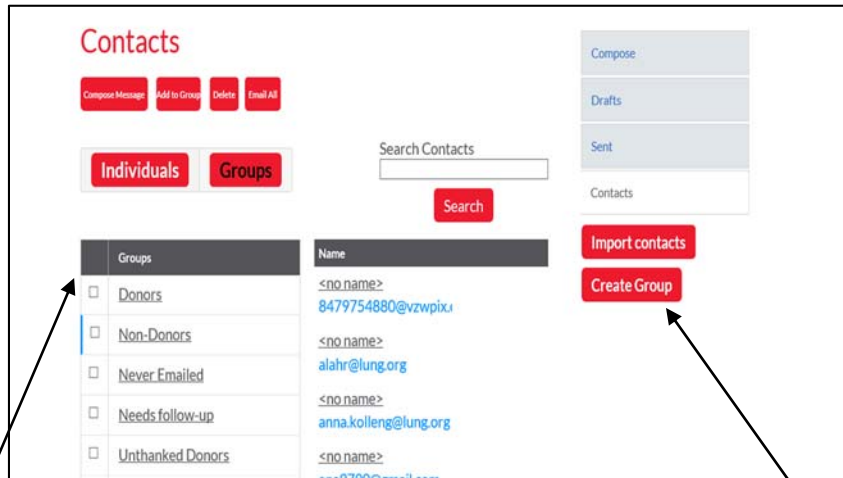 Contacts
Compose Message Add to Group Delete Email All
Individuals Groups
Search Contacts
Search
Groups
Donors
Non-Donors
Never Emailed
Needs follow-up
Unthanked Donors
Name
<no name>
8479754880@vzwpix.
<no name>
alahr@lung.org
<no name>
anna.kolleng@lung.org
<no name>
Compose
Drafts
Sent
Contacts
Import contacts
Create Group